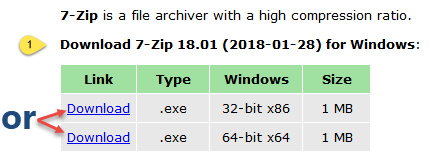 7-Zip is a file archiver with a high compression ratio.
1 Download 7-Zip 18.01 (2018-01-28) for Windows:
Link Type Windows Size
Download .exe 32-bit x86 1 MB
or
Download .exe 64-bit x64 1 MB